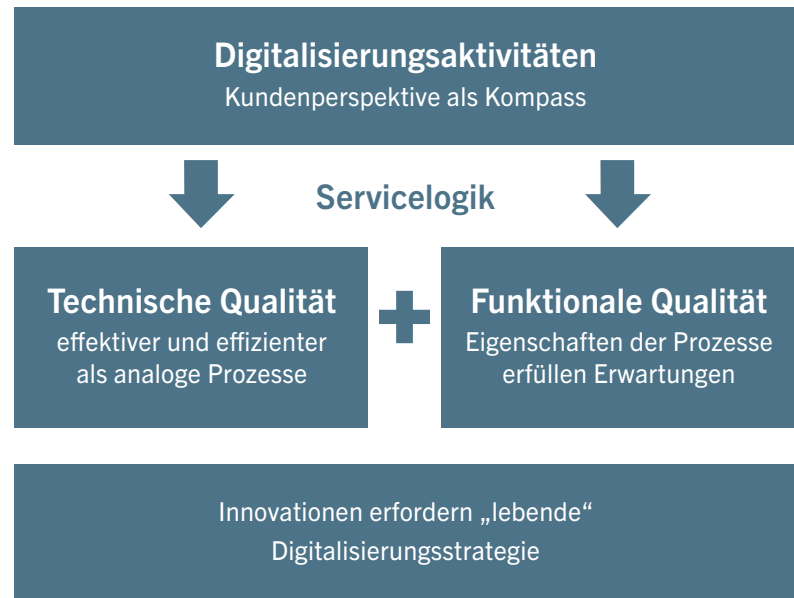 Digitalisierungsaktivitäten
Kundenperspektive als Kompass
Servicelogik
Technische Qualität
effektiver und effizienter
als analoge Prozesse
Funktionale Qualität
Eigenschaften der Prozesse
erfüllen Erwartungen
Innovationen erfordern „lebende“
Digitalisierungsstrategie